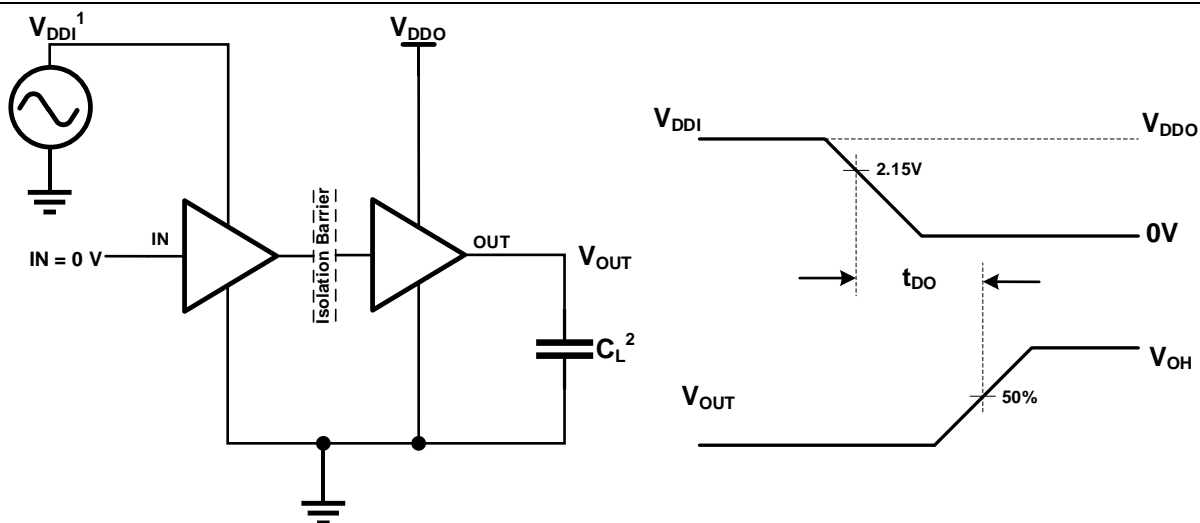 VDDI1
VDDO
IN = 0 V
IN
Isolation Barrier
OUT
VOUT
CL2
VDDI
VDDO
2.15V
0V
tDO
VOH
VOUT
50%